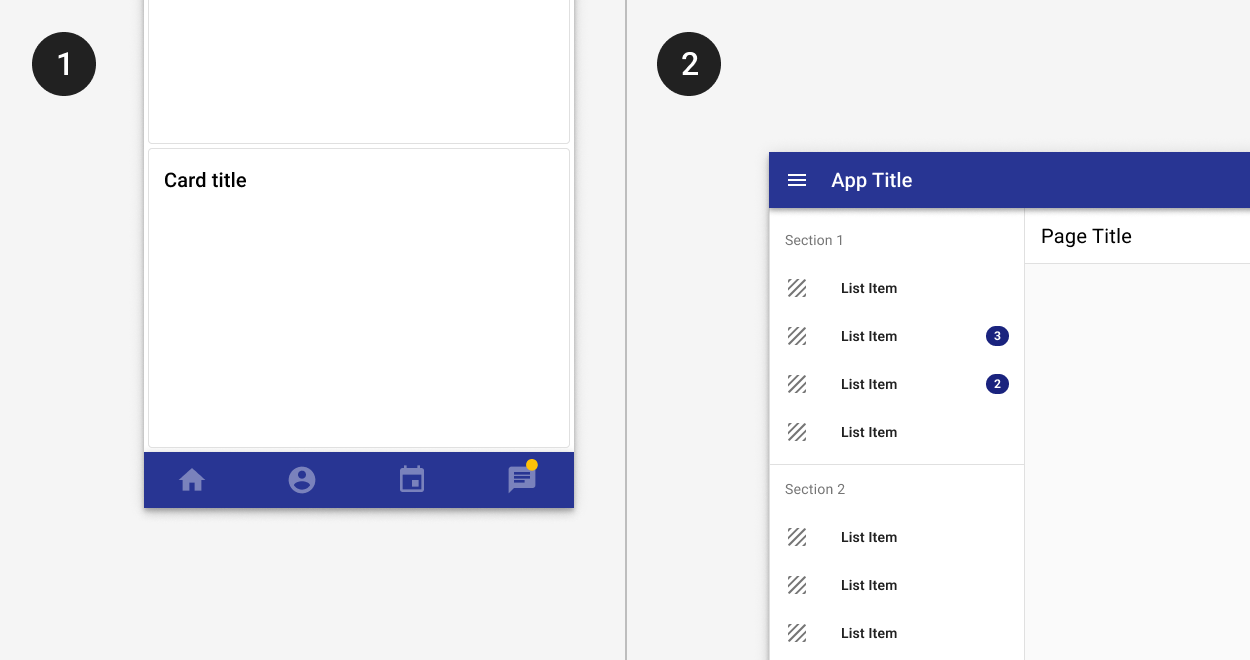 1
Card title
2
App Title
Page Title
Section 1
List Item
List Item 3
List Item 2
List Item
Section 2
List Item
List Item
List Item